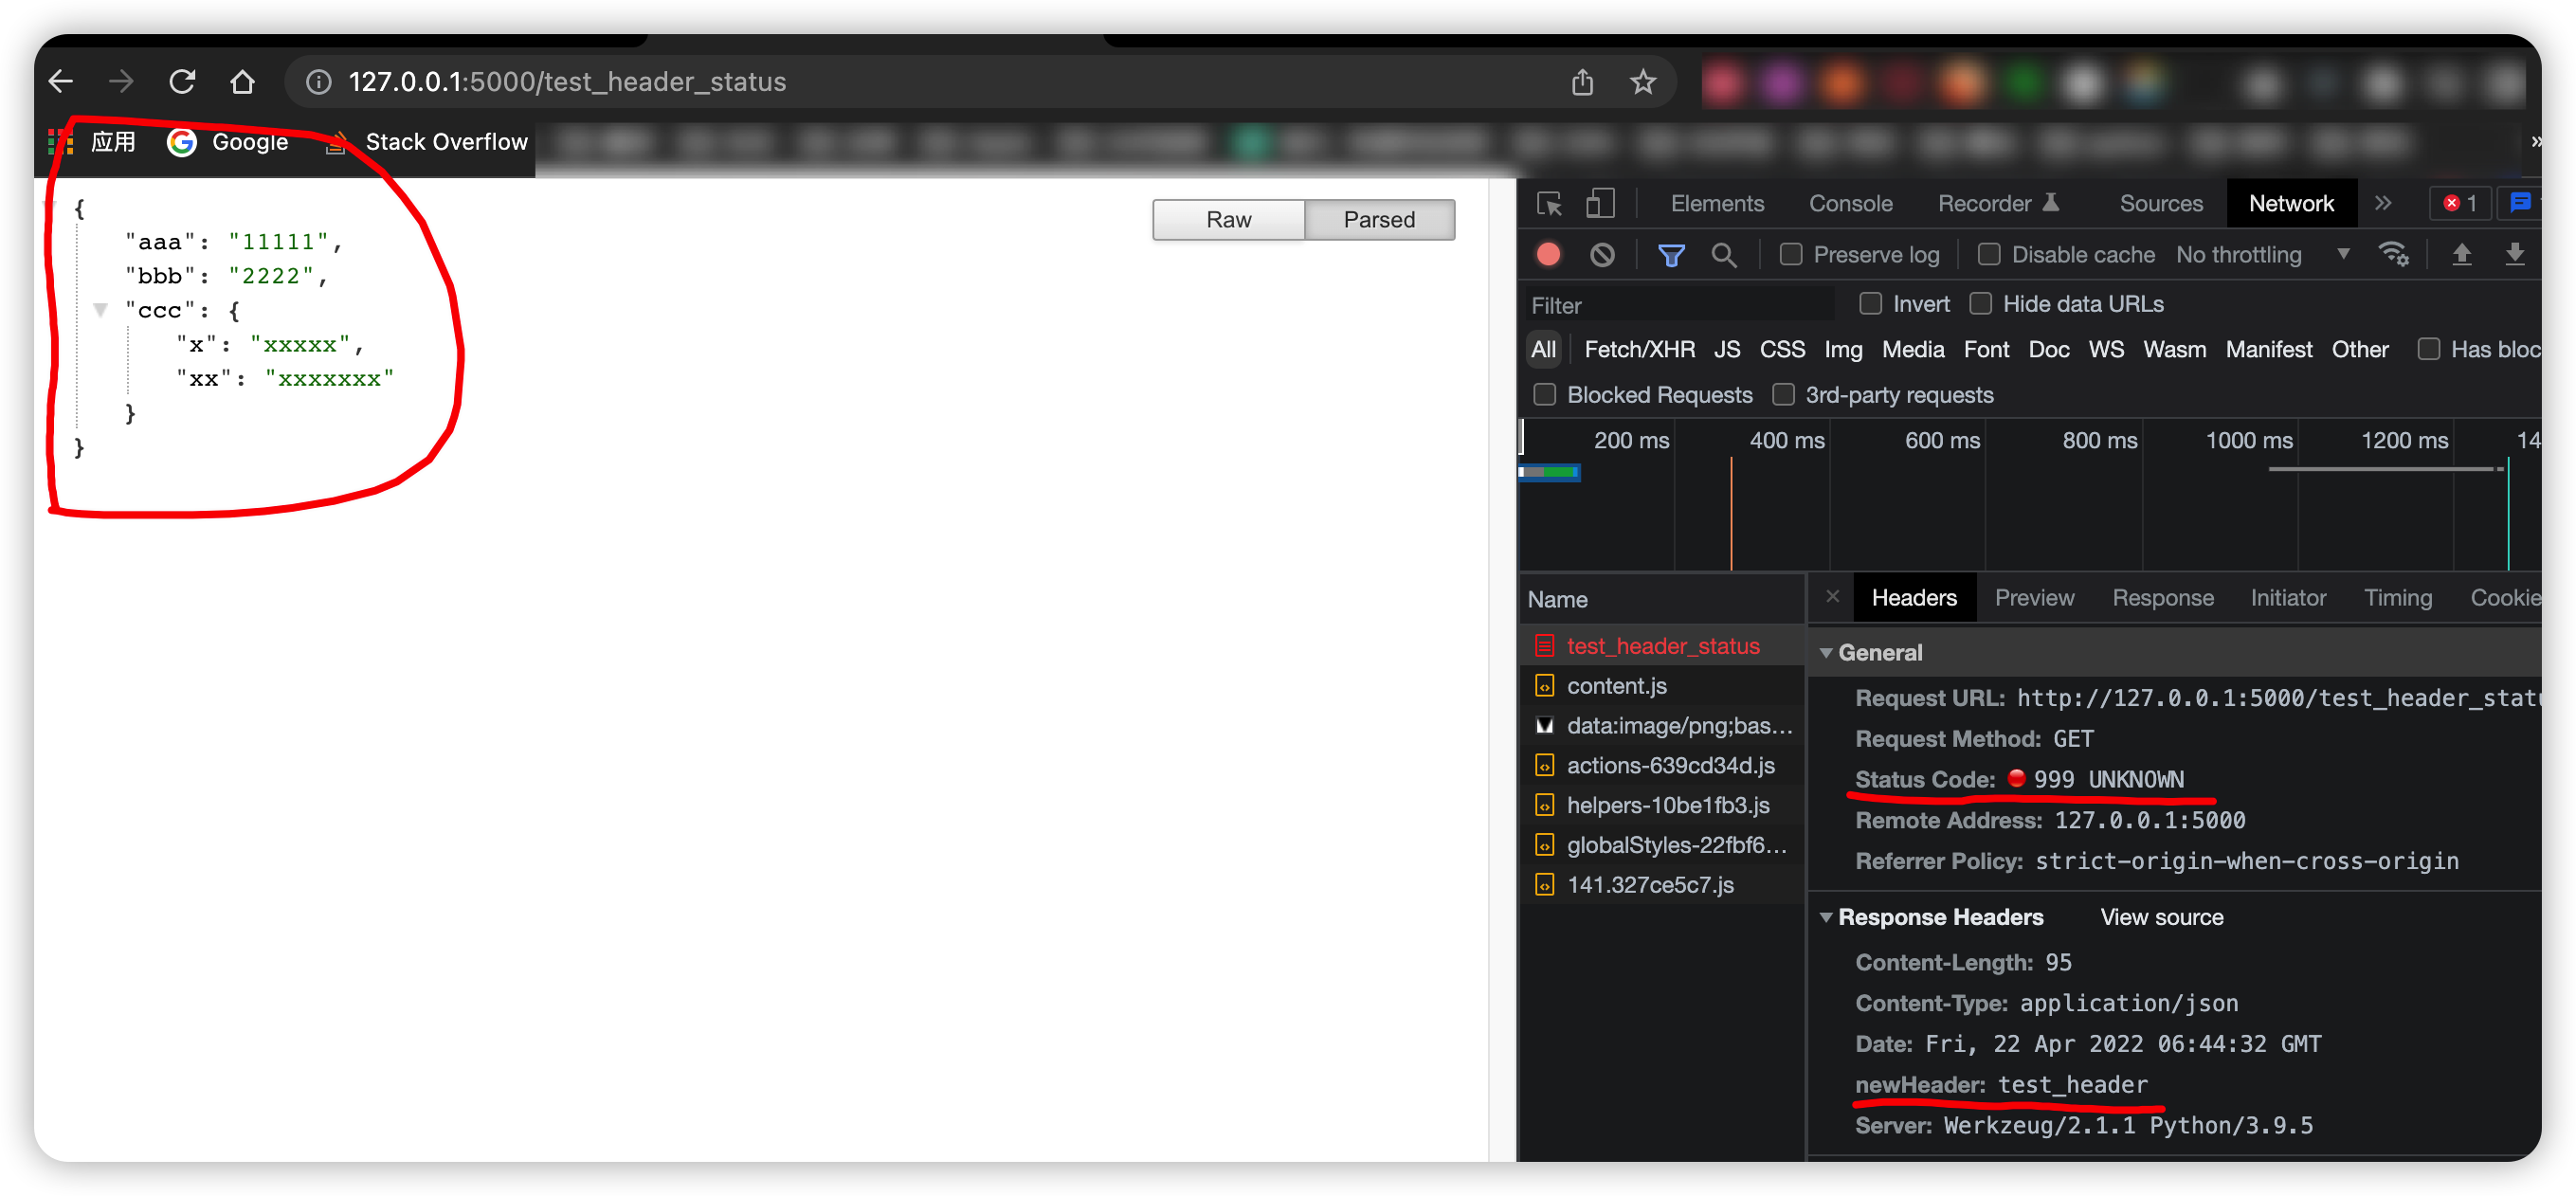 127.0.0.1:5000/test_header_status
应用 Google Stack Overflow
»
Raw Parsed
{
"aaa": "11111",
"bbb": "2222",
"ccc": {
"x": "xxxxx",
"xx": "xxxxxxx"
}
}
Elements Console Recorder Sources Network » 1
Preserve log Disable cache No throttling
Filter Invert Hide data URLs
All Fetch/XHR JS CSS Img Media Font Doc WS Wasm Manifest Other Has bloc
Blocked Requests 3rd-party requests
200 ms 400 ms 600 ms 800 ms 1000 ms 1200 ms 14
Name
test_header_status
content.js
data:image/png;bas...
actions-639cd34d.js
helpers-10be1fb3.js
globalStyles-22fbf6...
141.327ce5c7.js
× Headers Preview Response Initiator Timing Cookie
General
Request URL: http://127.0.0.1:5000/test_header_stat
Request Method: GET
Status Code: 999 UNKNOWN
Remote Address: 127.0.0.1:5000
Referrer Policy: strict-origin-when-cross-origin
Response Headers View source
Content-Length: 95
Content-Type: application/json
Date: Fri, 22 Apr 2022 06:44:32 GMT
newHeader: test_header
Server: Werkzeug/2.1.1 Python/3.9.5